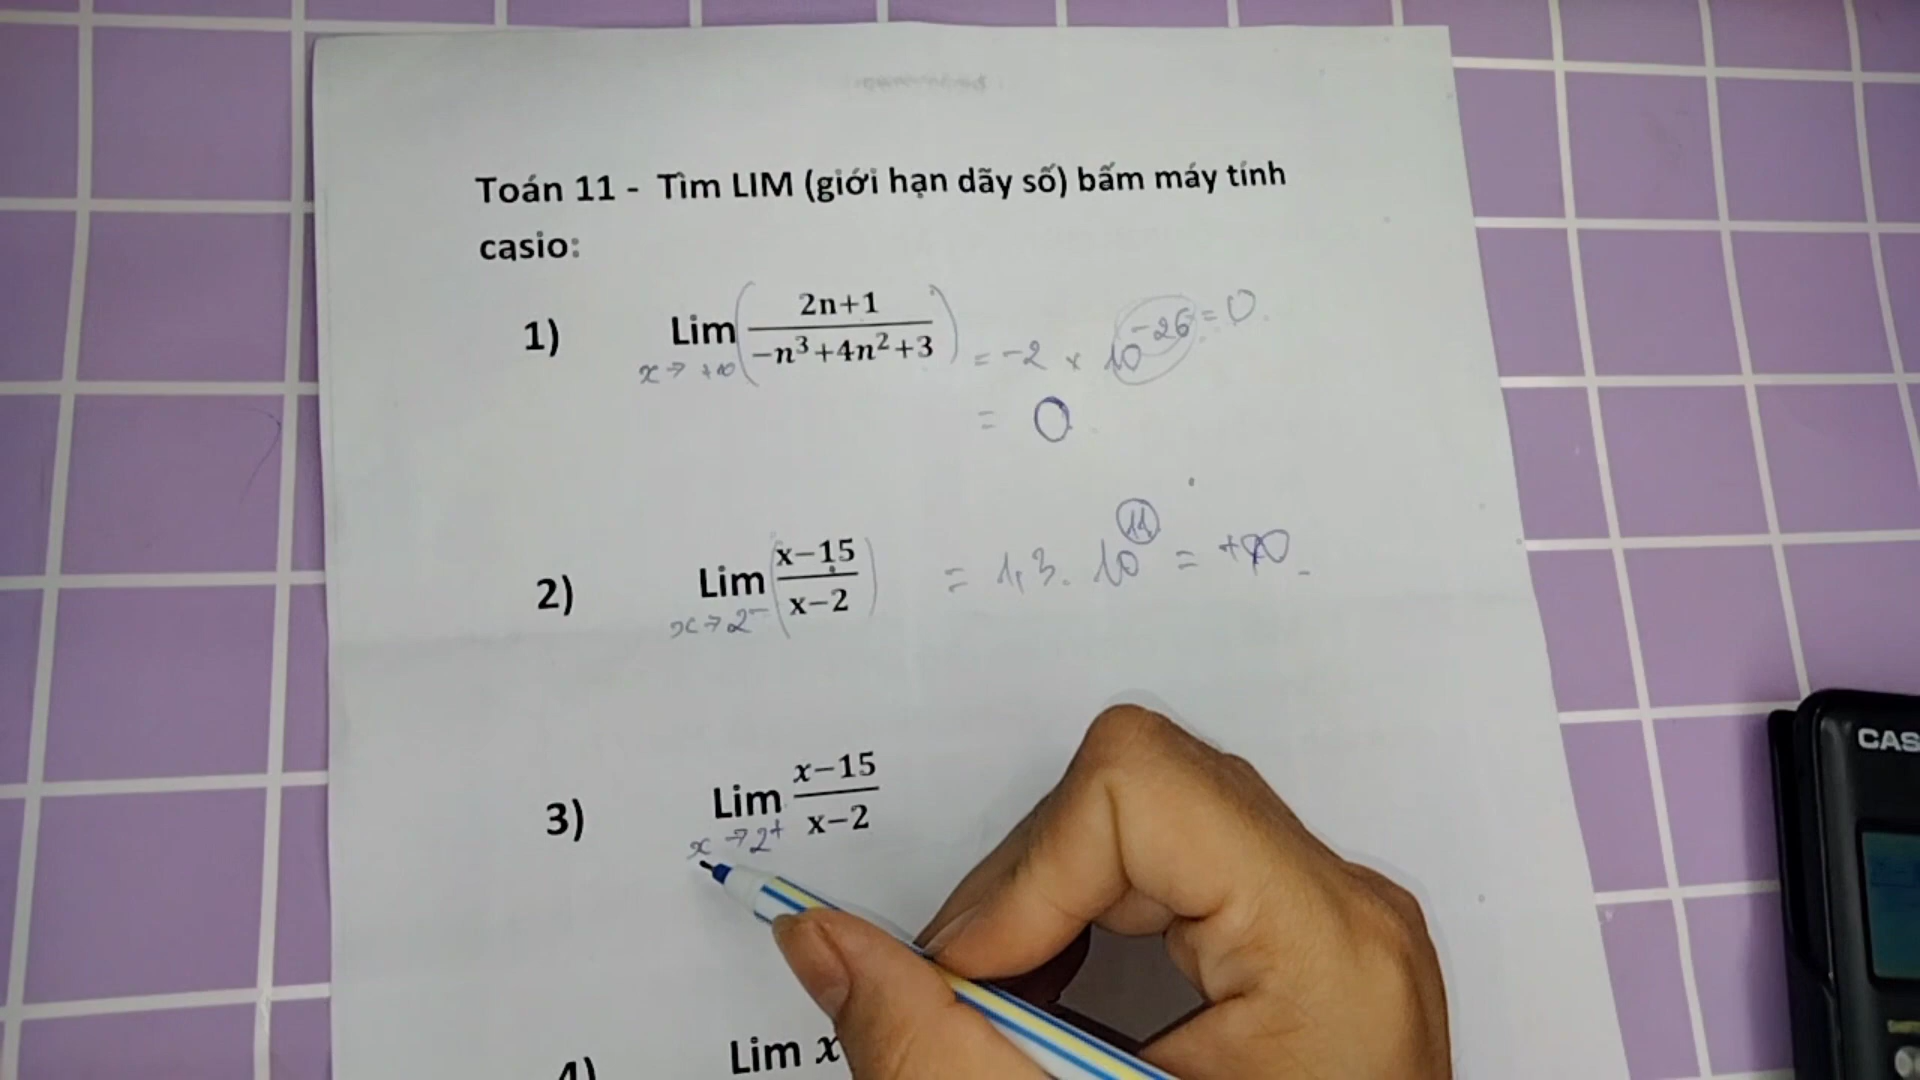 Toán 11 - Tìm LIM (giới hạn dãy số) bấm máy tính
casio:
1) Lim x→+∞ (2n+1 / −n³+4n²+3) = −2 × 10⁻²⁶ = 0
= 0
2) Lim x→2⁻ (x−15 / x−2) = 1,3. 10¹¹ = +∞
3) Lim x→2⁺ x−15 / x−2
4) Lim x
CAS